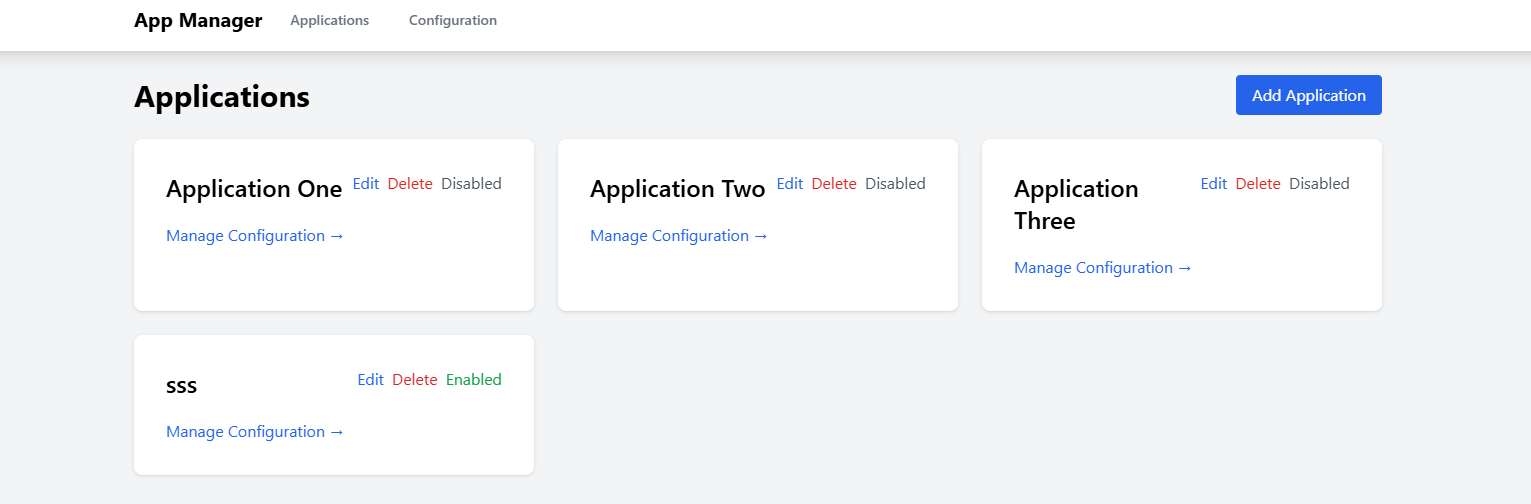 App Manager Applications Configuration
Applications Add Application
Application One Edit Delete Disabled
Manage Configuration →
Application Two Edit Delete Disabled
Manage Configuration →
Application Edit Delete Disabled
Three
Manage Configuration →
sss Edit Delete Enabled
Manage Configuration →